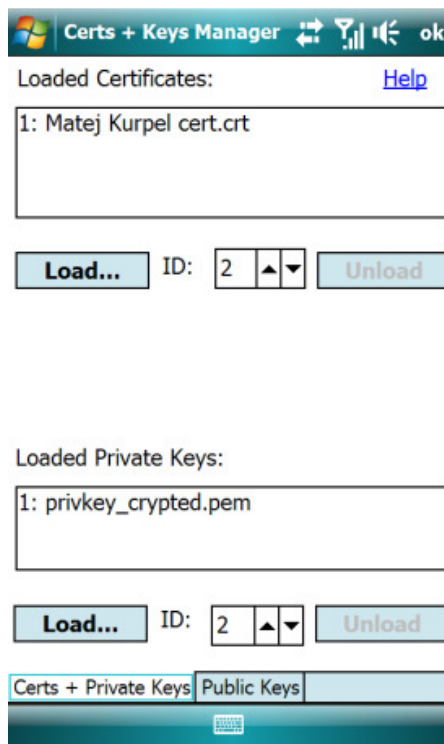 Certs + Keys Manager ok
Loaded Certificates: Help
1: Matej Kurpel cert.crt
Load... ID: 2 Unload
Loaded Private Keys:
1: privkey_crypted.pem
Load... ID: 2 Unload
Certs + Private Keys Public Keys